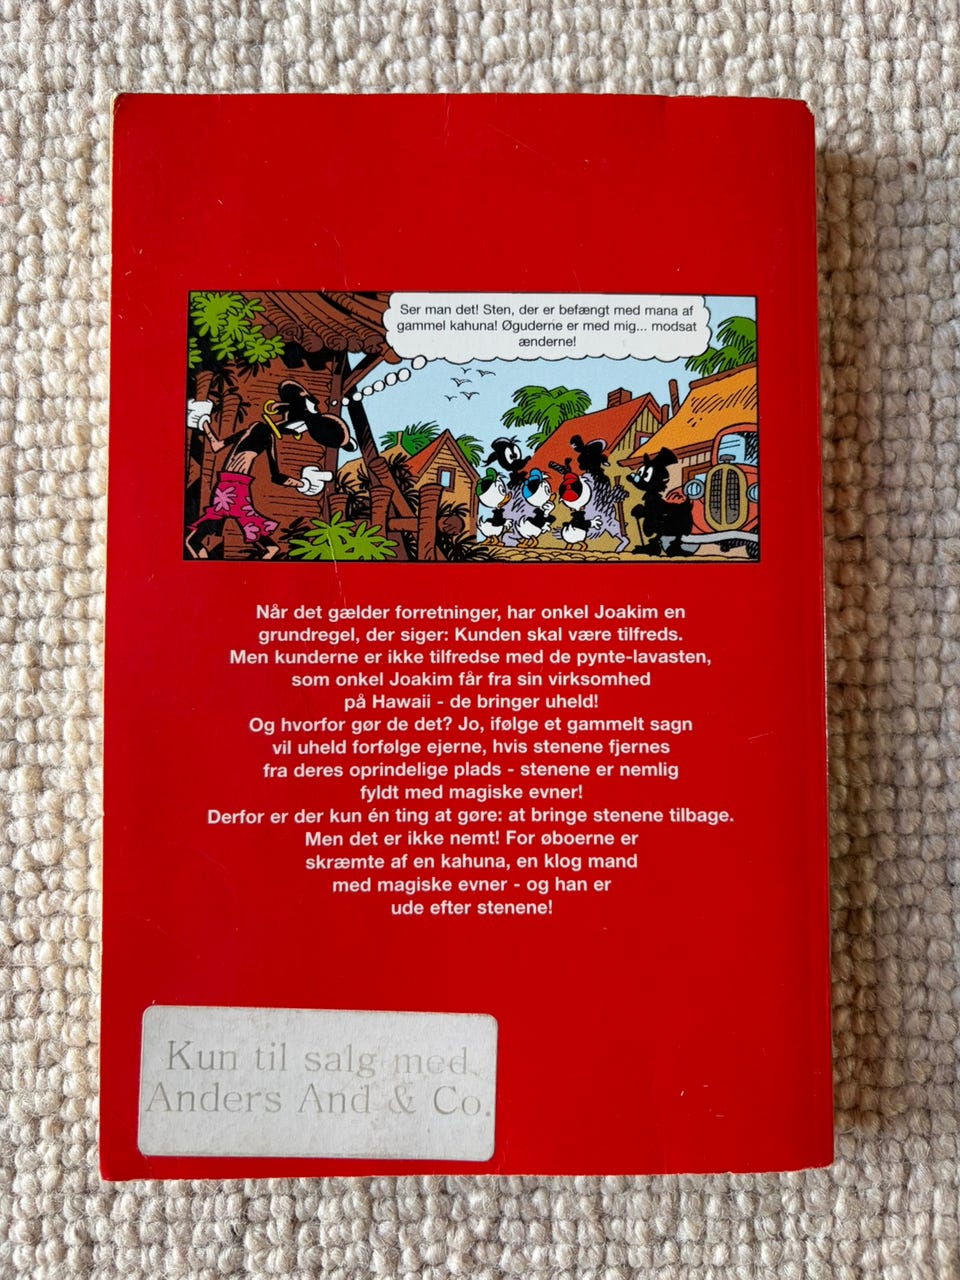 Ser man det! Sten, der er befængt med mana af
gammel kahuna! Øguderne er med mig... modsat
ænderne!
Når det gælder forretninger, har onkel Joakim en
grundregel, der siger: Kunden skal være tilfreds.
Men kunderne er ikke tilfredse med de pynte-lavasten,
som onkel Joakim får fra sin virksomhed
på Hawaii - de bringer uheld!
Og hvorfor gør de det? Jo, ifølge et gammelt sagn
vil uheld forfølge ejerne, hvis stenene fjernes
fra deres oprindelige plads - stenene er nemlig
fyldt med magiske evner!
Derfor er der kun én ting at gøre: at bringe stenene tilbage.
Men det er ikke nemt! For øboerne er
skræmte af en kahuna, en klog mand
med magiske evner - og han er
ude efter stenene!
Kun til salg med
Anders And & Co.